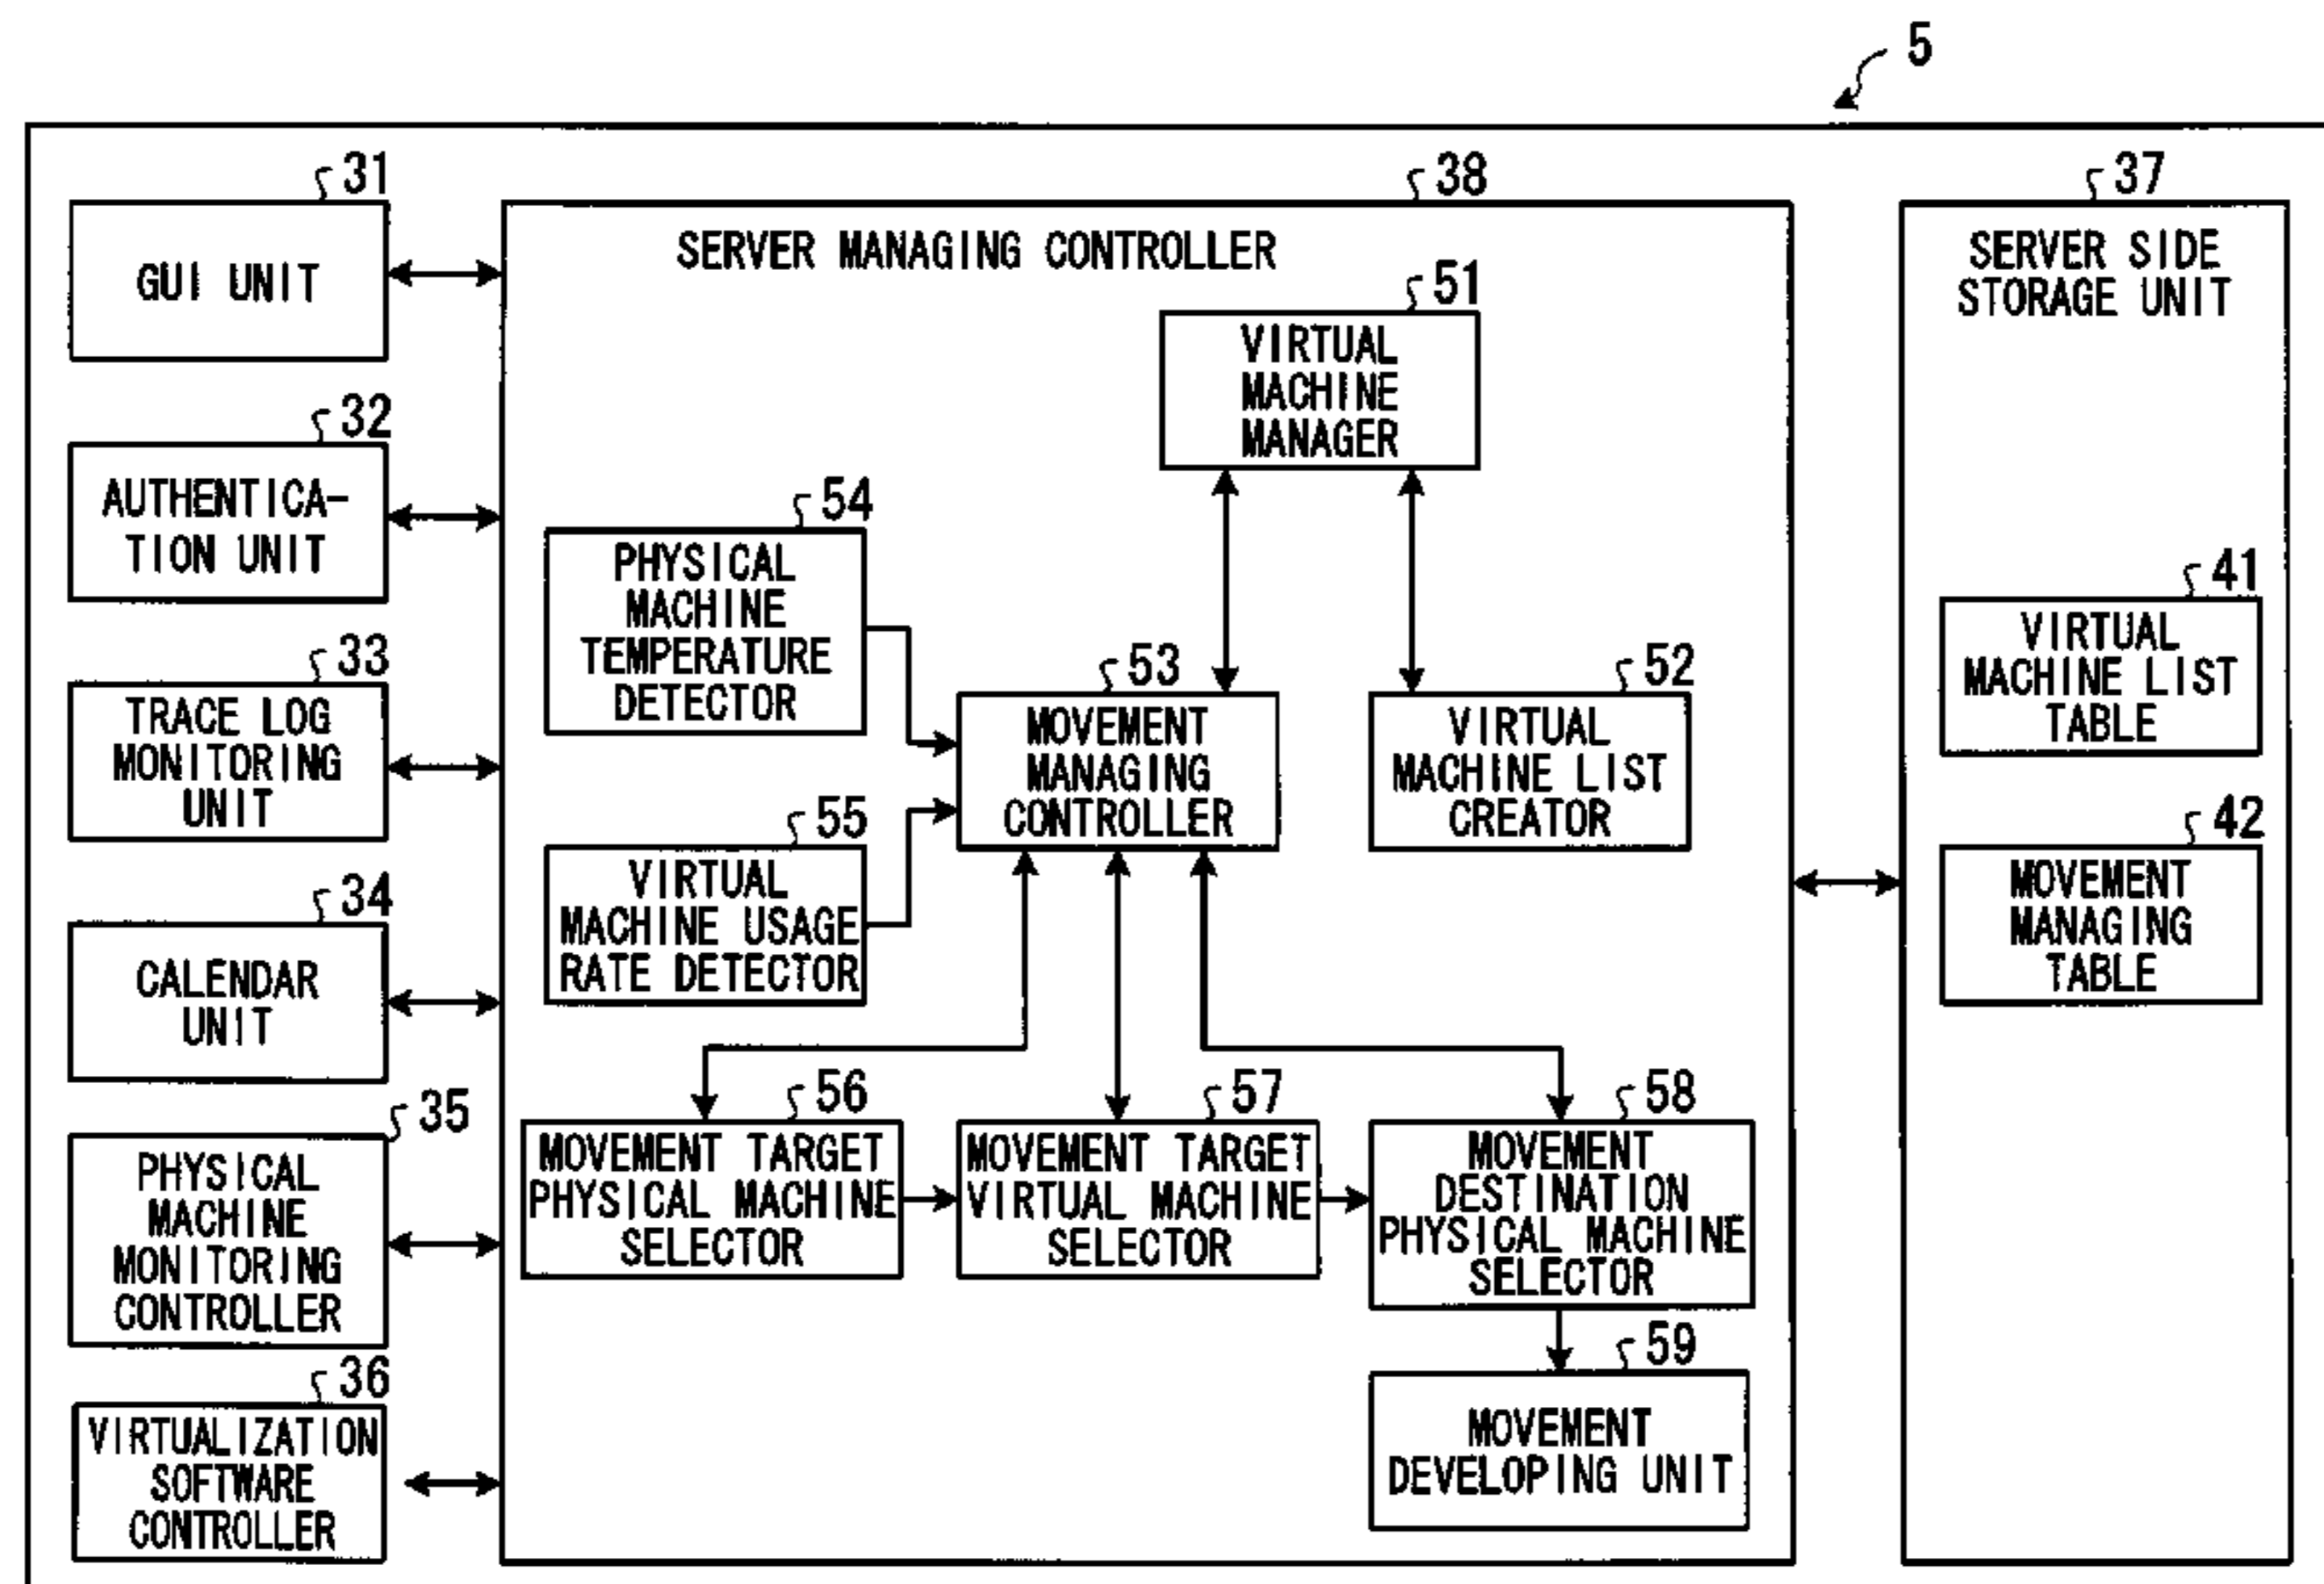 5
31
GUI UNIT
32
AUTHENTICA-
TION UNIT
33
TRACE LOG
MONITORING
UNIT
34
CALENDAR
UNIT
35
PHYSICAL
MACHINE
MONITORING
CONTROLLER
36
VIRTUALIZATION
SOFTWARE
CONTROLLER
38
SERVER MANAGING CONTROLLER
51
VIRTUAL
MACHINE
MANAGER
54
PHYSICAL
MACHINE
TEMPERATURE
DETECTOR
53
MOVEMENT
MANAGING
CONTROLLER
52
VIRTUAL
MACHINE LIST
CREATOR
55
VIRTUAL
MACHINE USAGE
RATE DETECTOR
56
MOVEMENT TARGET
PHYSICAL MACHINE
SELECTOR
57
MOVEMENT TARGET
VIRTUAL MACHINE
SELECTOR
58
MOVEMENT
DESTINATION
PHYSICAL MACHINE
SELECTOR
59
MOVEMENT
DEVELOPING UNIT
37
SERVER SIDE
STORAGE UNIT
41
VIRTUAL
MACHINE LIST
TABLE
42
MOVEMENT
MANAGING
TABLE